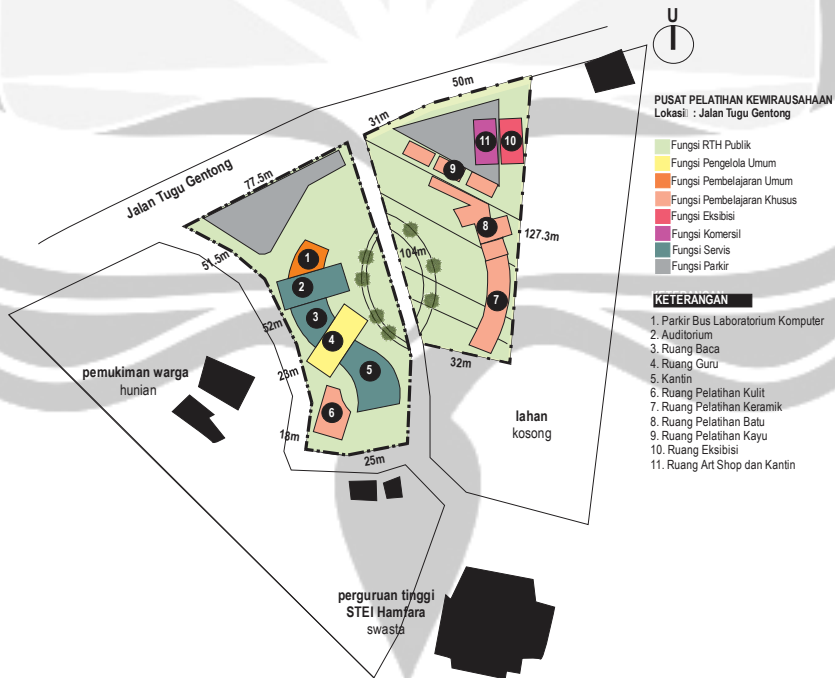 U
50m
31m
PUSAT PELATIHAN KEWIRAUSAHAAN
Lokasi : Jalan Tugu Gentong
Fungsi RTH Publik
Fungsi Pengelola Umum
Fungsi Pembelajaran Umum
Fungsi Pembelajaran Khusus
Fungsi Eksibisi
Fungsi Komersil
Fungsi Servis
Fungsi Parkir
KETERANGAN
1. Parkir Bus Laboratorium Komputer
2. Auditorium
3. Ruang Baca
4. Ruang Guru
5. Kantin
6. Ruang Pelatihan Kulit
7. Ruang Pelatihan Keramik
8. Ruang Pelatihan Batu
9. Ruang Pelatihan Kayu
10. Ruang Eksibisi
11. Ruang Art Shop dan Kantin
Jalan Tugu Gentong
77.5m
11
10
9
8
7
127.3m
104m
51.5m
1
2
3
4
5
6
52m
23m
18m
25m
32m
pemukiman warga
hunian
lahan
kosong
perguruan tinggi
STEI Hamfara
swasta